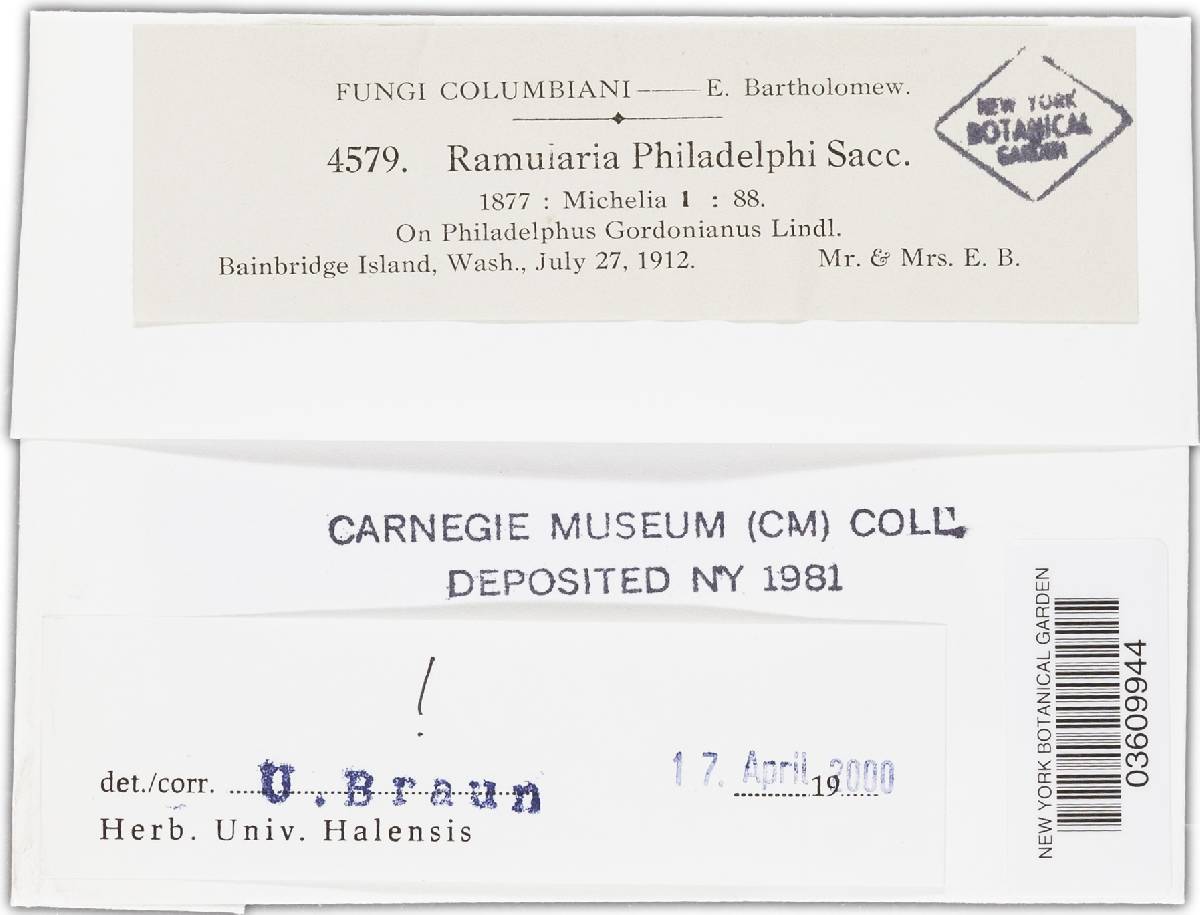 FUNGI COLUMBIANI — E. Bartholomew.
4579. Ramularia Philadelphi Sacc.
1877 : Michelia 1 : 88.
On Philadelphus Gordonianus Lindl.
Bainbridge Island, Wash., July 27, 1912. Mr. & Mrs. E. B.
NEW YORK
BOTANICAL
GARDEN
CARNEGIE MUSEUM (CM) COLL.
DEPOSITED NY 1981
!
det./corr. U. Braun 17. April 19 2000
Herb. Univ. Halensis
NEW YORK BOTANICAL GARDEN
03609944